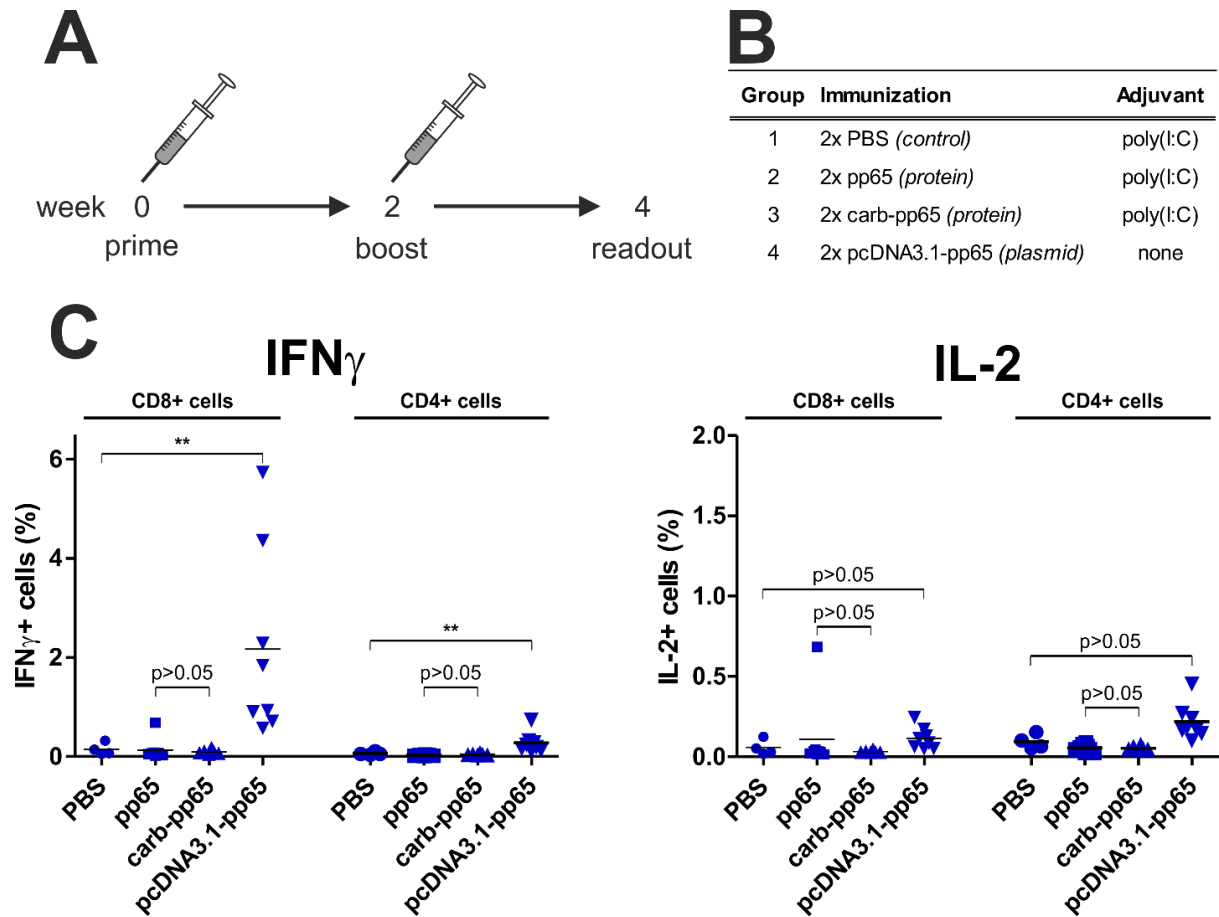 A
week 0 2 4
prime boost readout
B
Group Immunization Adjuvant
1 2x PBS (control) poly(I:C)
2 2x pp65 (protein) poly(I:C)
3 2x carb-pp65 (protein) poly(I:C)
4 2x pcDNA3.1-pp65 (plasmid) none
C
IFNγ
CD8+ cells CD4+ cells
IFNγ+ cells (%)
6
4
2
0
**
p>0.05
**
p>0.05
PBS
pp65
carb-pp65
pcDNA3.1-pp65
PBS
pp65
carb-pp65
pcDNA3.1-pp65
IL-2
CD8+ cells CD4+ cells
IL-2+ cells (%)
2.0
1.5
1.0
0.5
0.0
p>0.05
p>0.05
p>0.05
p>0.05
PBS
pp65
carb-pp65
pcDNA3.1-pp65
PBS
pp65
carb-pp65
pcDNA3.1-pp65